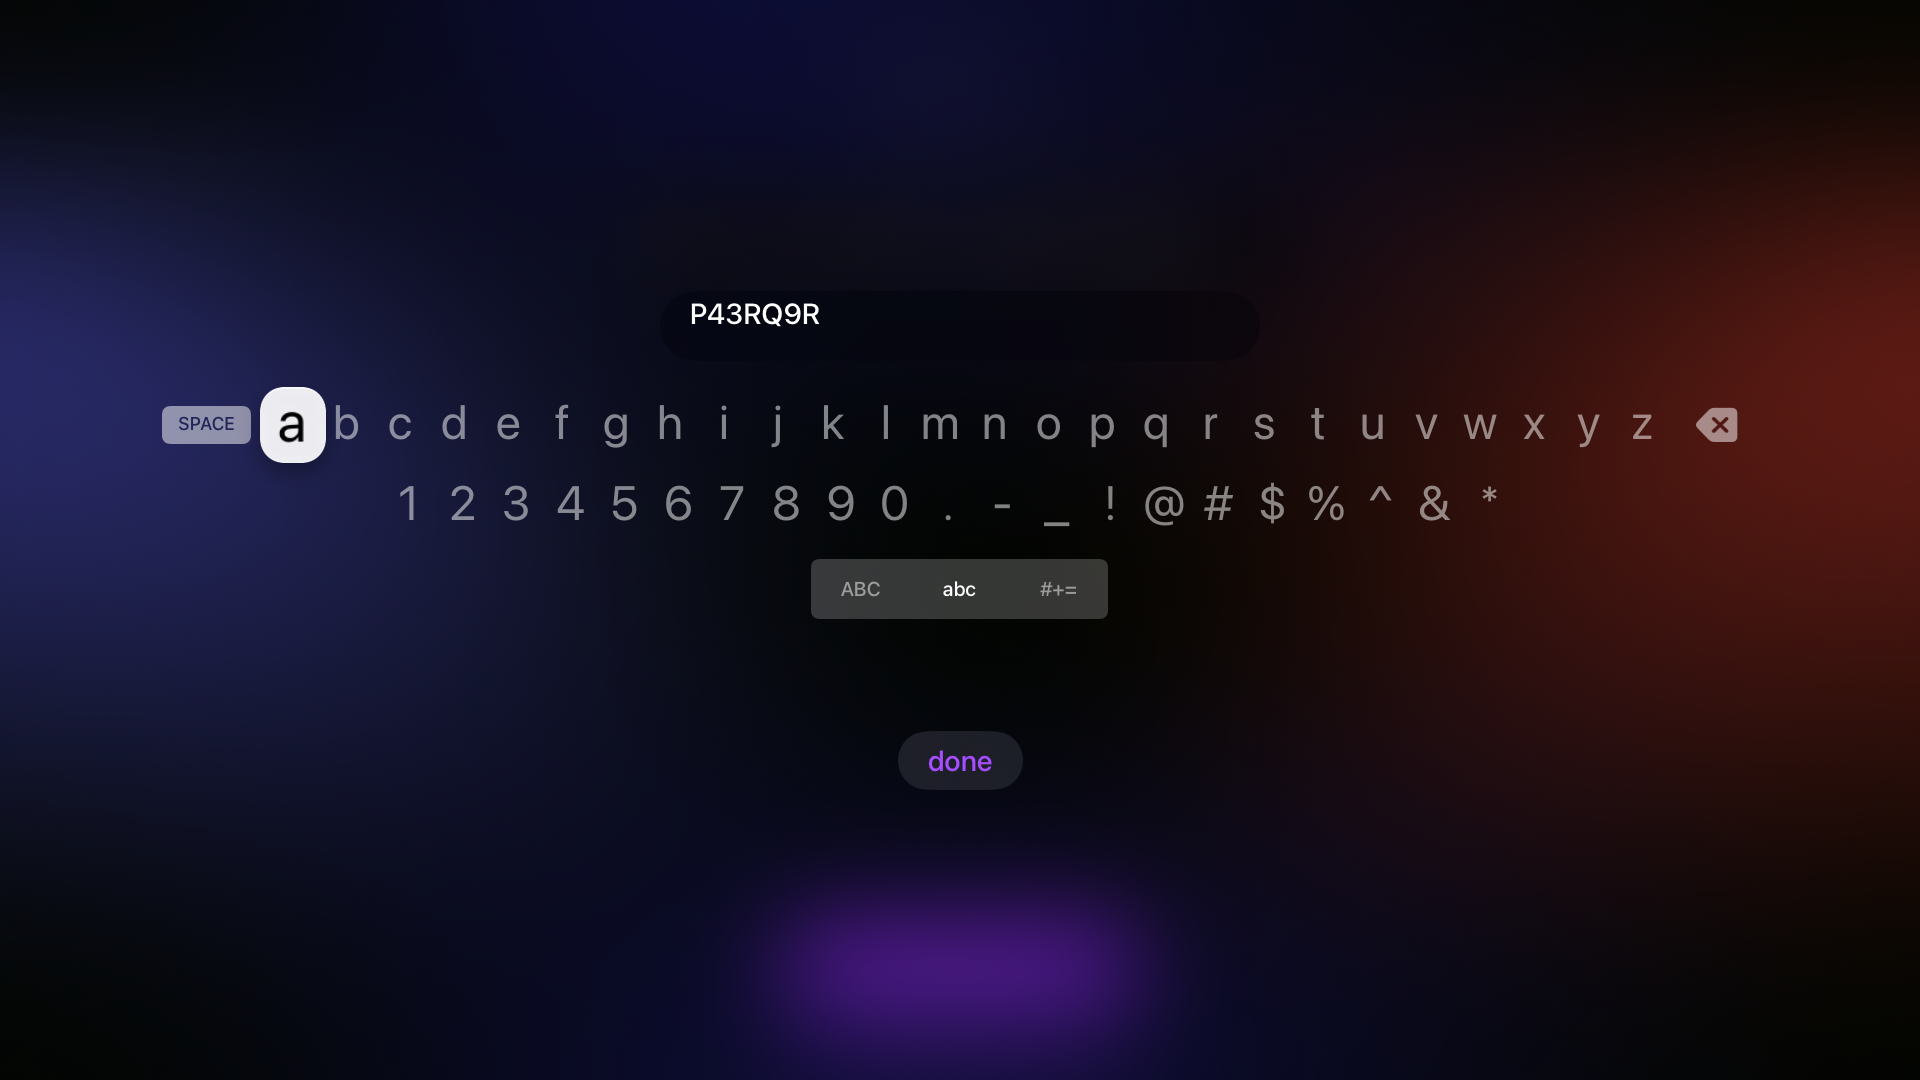 P43RQ9R
SPACE a b c d e f g h i j k l m n o p q r s t u v w x y z
1 2 3 4 5 6 7 8 9 0 . - _ ! @ # $ % ^ & *
ABC abc #+=
done